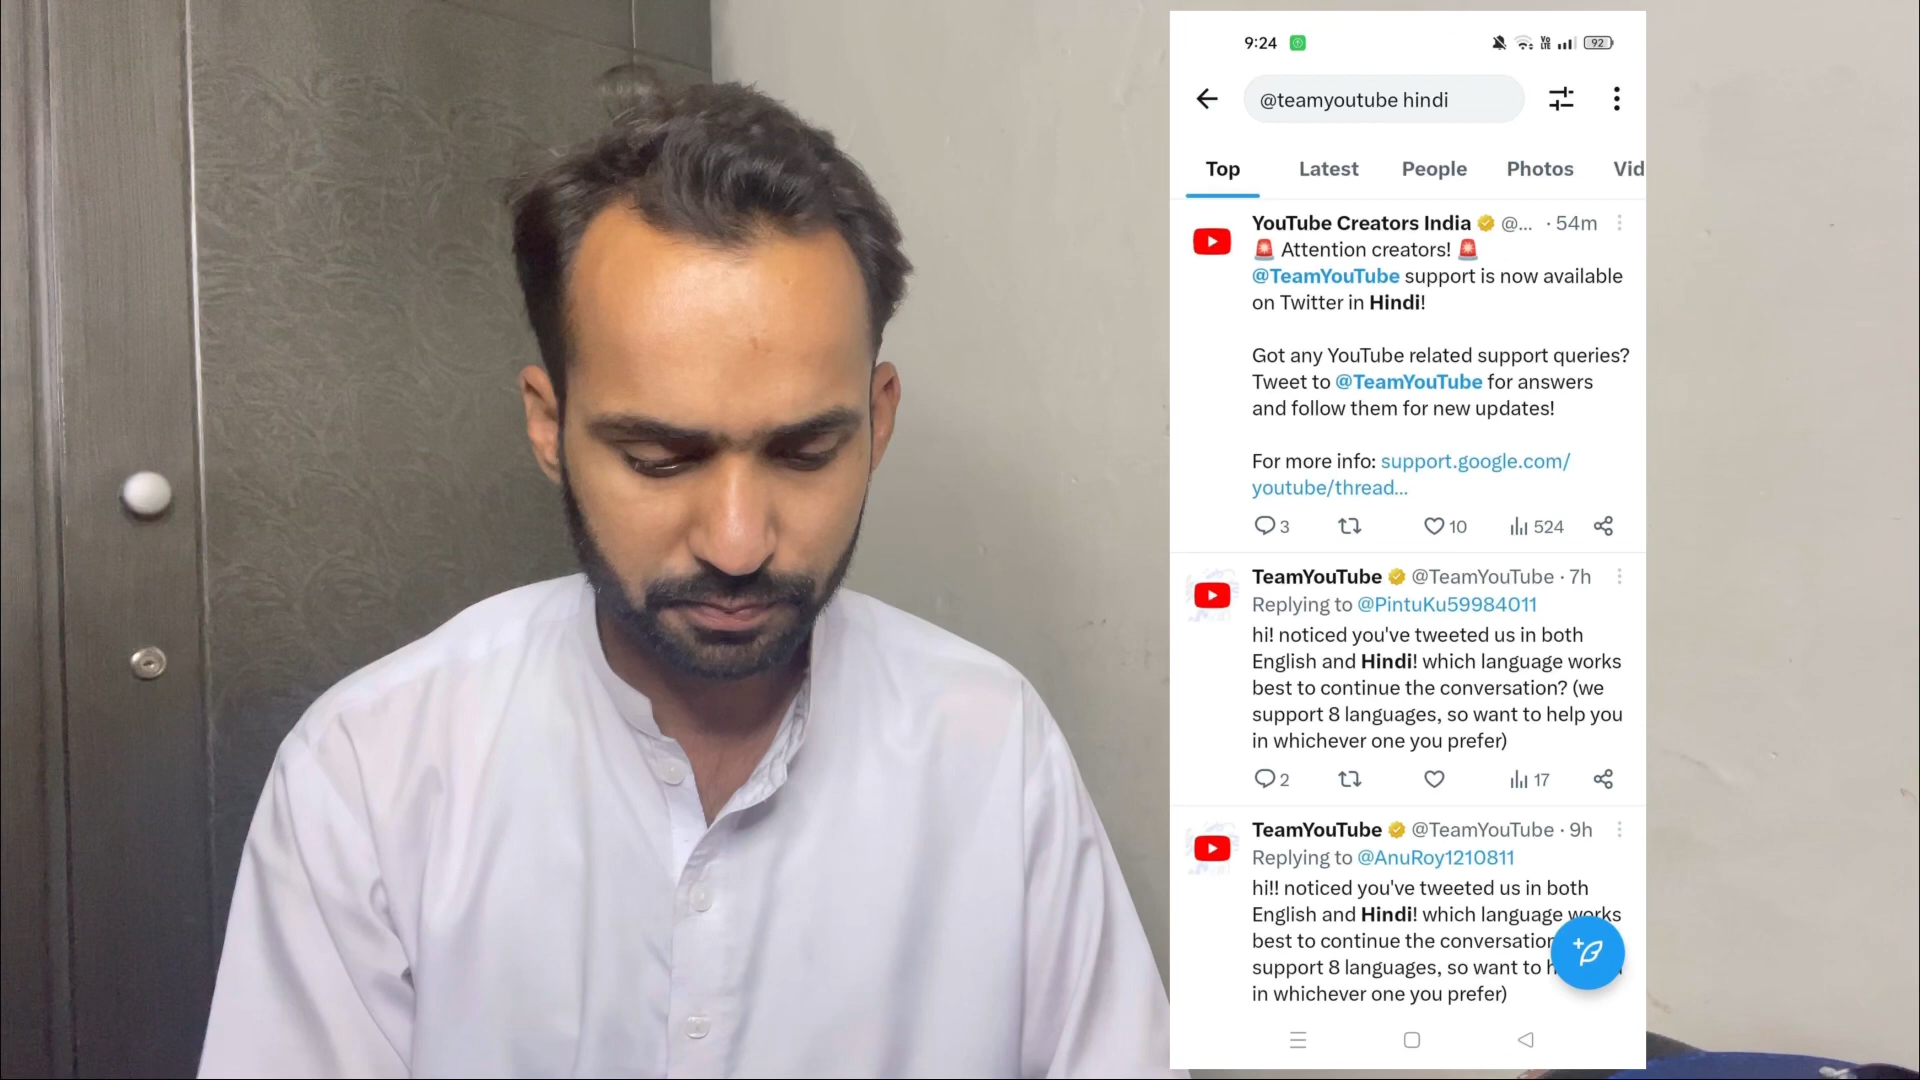 9:24
Vo
LTE
92
@teamyoutube hindi
Top Latest People Photos Vid
YouTube Creators India @... · 54m
🚨 Attention creators! 🚨
@TeamYouTube support is now available
on Twitter in Hindi!
Got any YouTube related support queries?
Tweet to @TeamYouTube for answers
and follow them for new updates!
For more info: support.google.com/
youtube/thread...
3 10 524
TeamYouTube @TeamYouTube · 7h
Replying to @PintuKu59984011
hi! noticed you've tweeted us in both
English and Hindi! which language works
best to continue the conversation? (we
support 8 languages, so want to help you
in whichever one you prefer)
2 17
TeamYouTube @TeamYouTube · 9h
Replying to @AnuRoy1210811
hi!! noticed you've tweeted us in both
English and Hindi! which language works
best to continue the conversation
support 8 languages, so want to h
in whichever one you prefer)